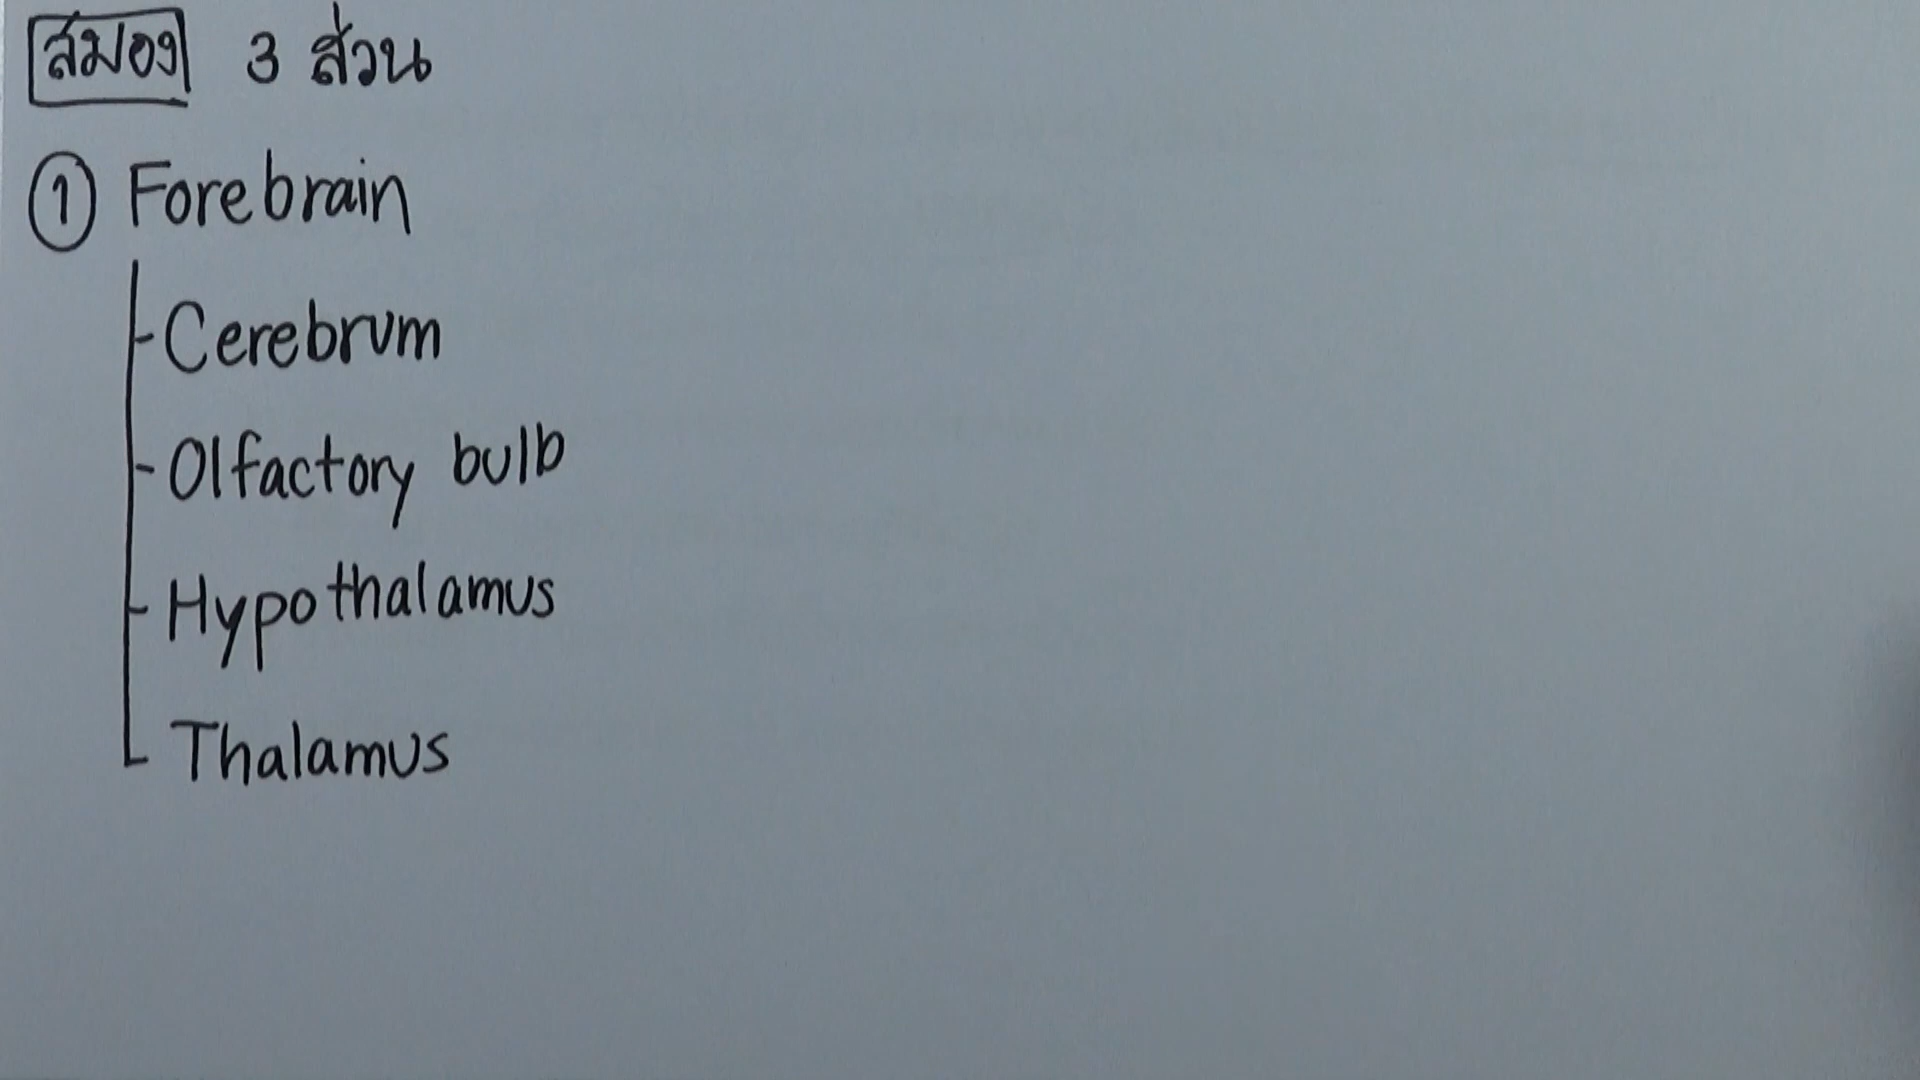 สมอง 3 ส่วน
① Forebrain
- Cerebrum
- Olfactory bulb
- Hypothalamus
- Thalamus